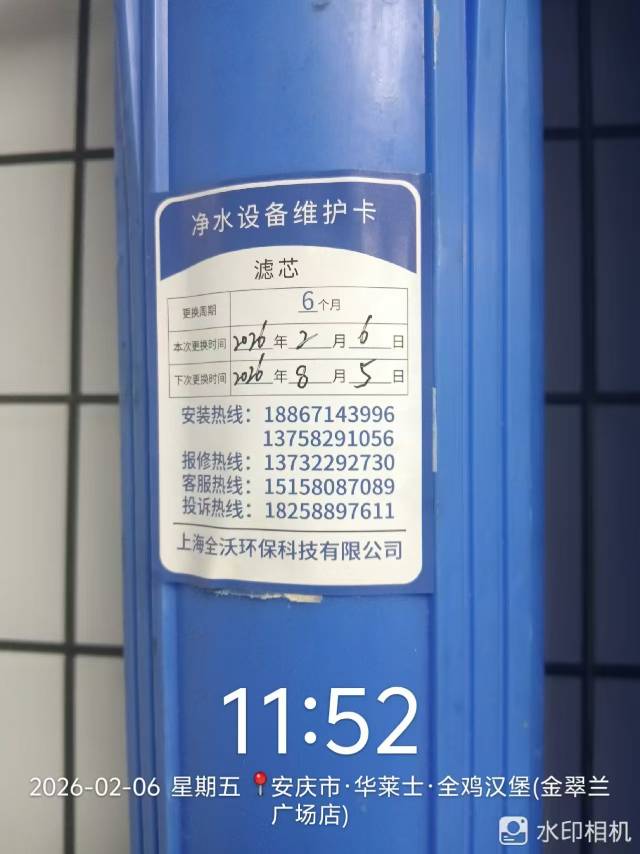 净水设备维护卡
滤芯
更换周期 6个月
本次更换时间 2026年2月6日
下次更换时间 2026年8月5日
安装热线：18867143996
13758291056
报修热线：13732292730
客服热线：15158087089
投诉热线：18258897611
上海全沃环保科技有限公司
11:52
2026-02-06 星期五 安庆市·华莱士·全鸡汉堡(金翠兰
广场店)
水印相机